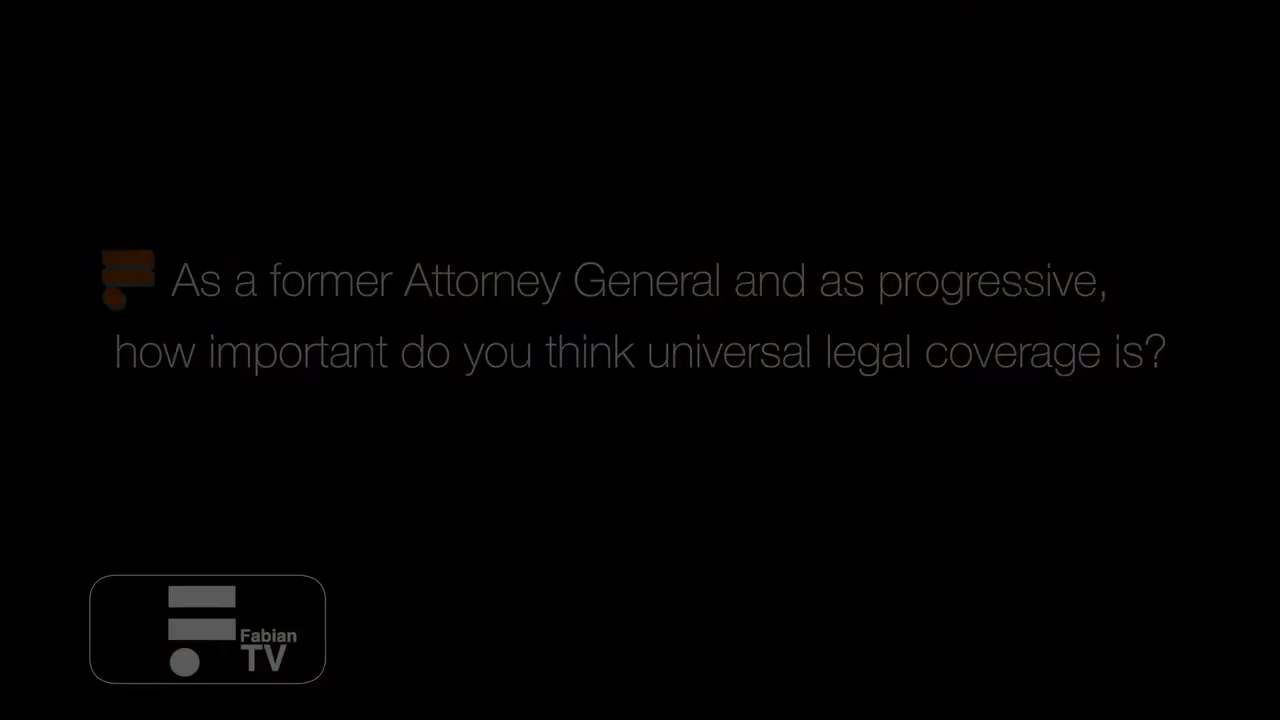 As a former Attorney General and as progressive,
how important do you think universal legal coverage is?
Fabian
TV